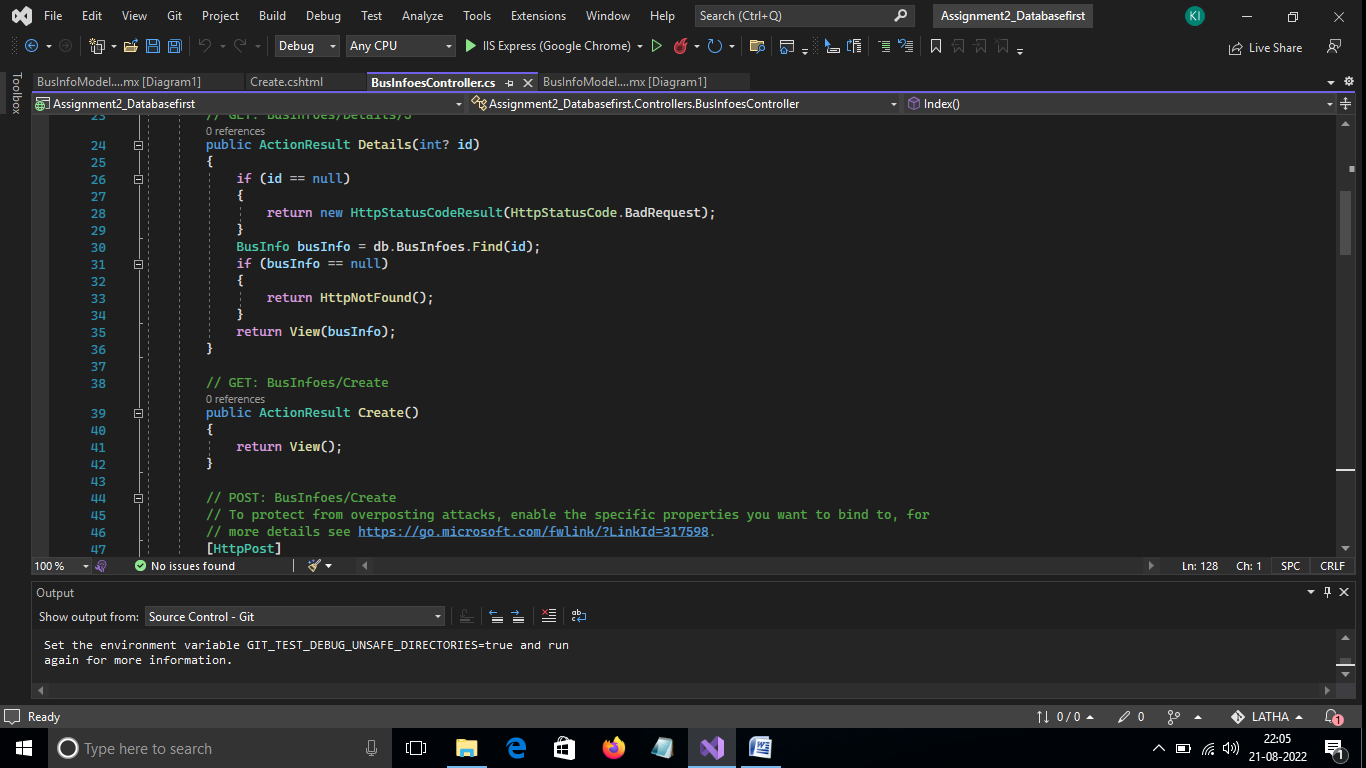 File Edit View Git Project Build Debug Test Analyze Tools Extensions Window Help Search (Ctrl+Q) Assignment2_Databasefirst KI
Debug Any CPU IIS Express (Google Chrome) Live Share
BusInfoModel....mx [Diagram1] Create.cshtml BusInfoesController.cs BusInfoModel....mx [Diagram1]
Toolbox
Assignment2_Databasefirst Assignment2_Databasefirst.Controllers.BusInfoesController Index()
23 // GET: BusInfoes/Details/5
0 references
24 public ActionResult Details(int? id)
25 {
26 if (id == null)
27 {
28 return new HttpStatusCodeResult(HttpStatusCode.BadRequest);
29 }
30 BusInfo busInfo = db.BusInfoes.Find(id);
31 if (busInfo == null)
32 {
33 return HttpNotFound();
34 }
35 return View(busInfo);
36 }
37
38 // GET: BusInfoes/Create
0 references
39 public ActionResult Create()
40 {
41 return View();
42 }
43
44 // POST: BusInfoes/Create
45 // To protect from overposting attacks, enable the specific properties you want to bind to, for
46 // more details see https://go.microsoft.com/fwlink/?LinkId=317598.
47 [HttpPost]
100 % No issues found Ln: 128 Ch: 1 SPC CRLF
Output
Show output from: Source Control - Git
Set the environment variable GIT_TEST_DEBUG_UNSAFE_DIRECTORIES=true and run
again for more information.
Ready 0 / 0 0 LATHA 1
Type here to search 22:05
21-08-2022 1